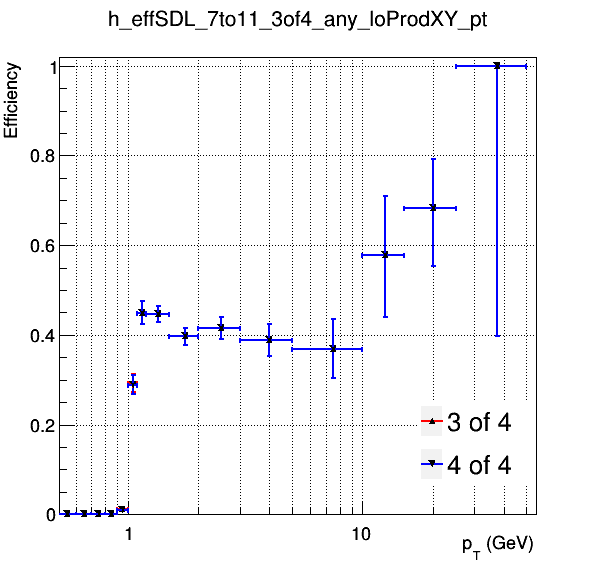 h_effSDL_7to11_3of4_any_loProdXY_pt
Efficiency
1
0.8
0.6
0.4
0.2
0
3 of 4
4 of 4
1
10
p_T (GeV)